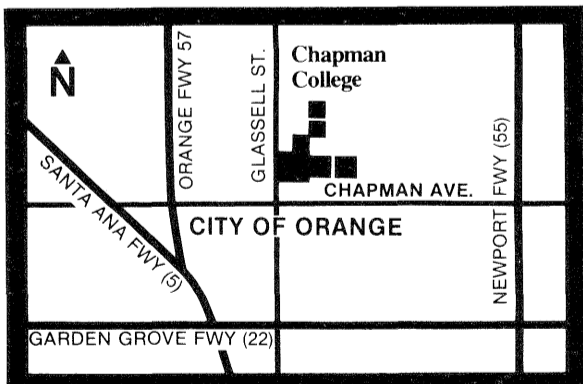 N
ORANGE FWY 57
GLASSELL ST.
Chapman
College
NEWPORT FWY (55)
CHAPMAN AVE.
CITY OF ORANGE
SANTA ANA FWY (5)
GARDEN GROVE FWY (22)